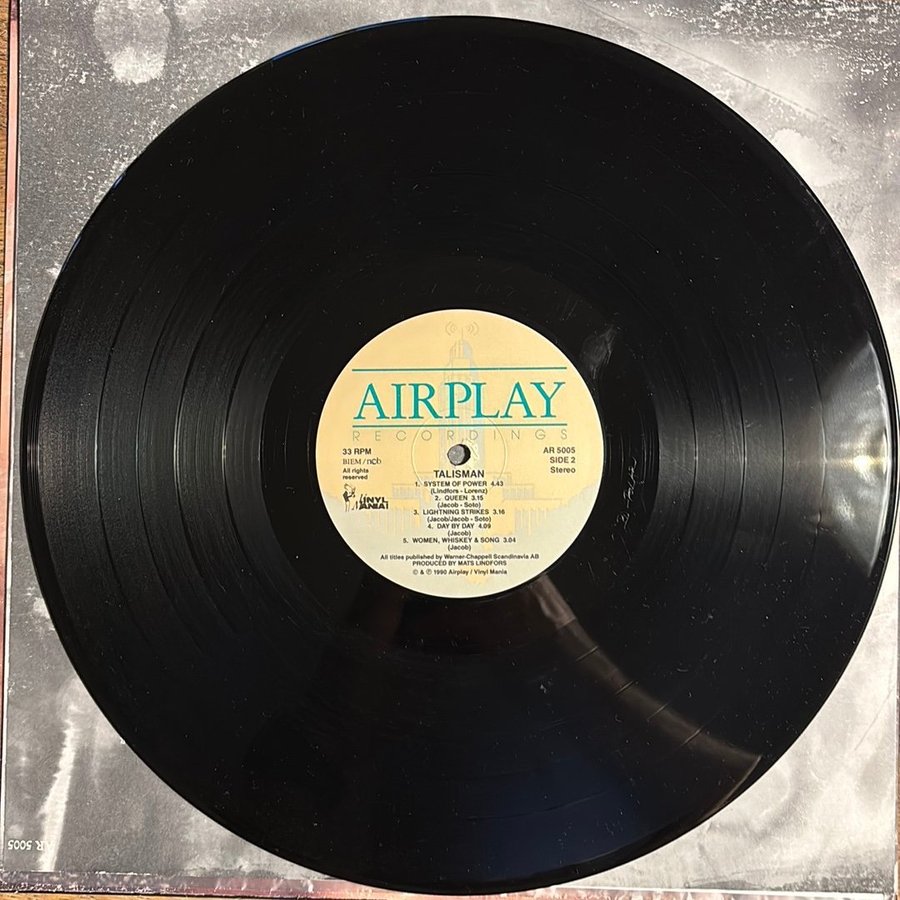 AIRPLAY
RECORDINGS
33 RPM
BIEM/ncb
All rights
reserved
AR 5005
SIDE 2
Stereo
VINYL
MANIA!
TALISMAN
1. SYSTEM OF POWER 4.43
(Lindfors - Lorenz)
2. QUEEN 3.15
(Jacob - Soto)
3. LIGHTNING STRIKES 3.16
(Jacob/Jacob - Soto)
4. DAY BY DAY 4.09
(Jacob)
5. WOMEN, WHISKEY & SONG 3.04
(Jacob)
All titles published by Warner-Chappell Scandinavia AB
PRODUCED BY MATS LINDFORS
© & ℗ 1990 Airplay / Vinyl Mania
AR 5005